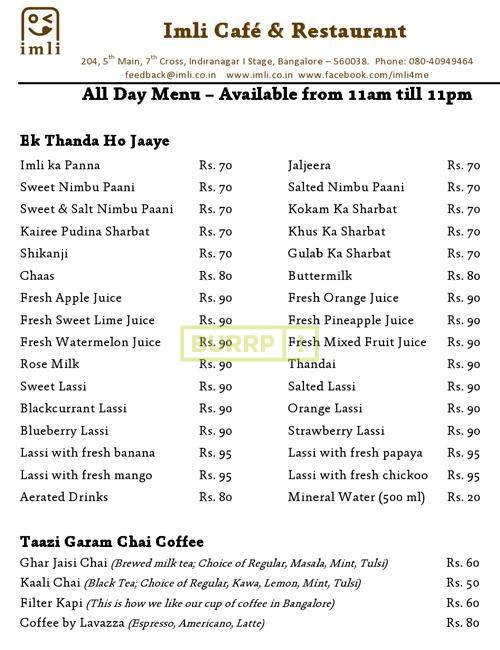 imli
Imli Café & Restaurant
204, 5th Main, 7th Cross, Indiranagar I Stage, Bangalore – 560038. Phone: 080-40949464
feedback@imli.co.in www.imli.co.in www.facebook.com/imli4me
All Day Menu – Available from 11am till 11pm
Ek Thanda Ho Jaaye
Imli ka Panna Rs. 70 Jaljeera Rs. 70
Sweet Nimbu Paani Rs. 70 Salted Nimbu Paani Rs. 70
Sweet & Salt Nimbu Paani Rs. 70 Kokam Ka Sharbat Rs. 70
Kairee Pudina Sharbat Rs. 70 Khus Ka Sharbat Rs. 70
Shikanji Rs. 70 Gulab Ka Sharbat Rs. 70
Chaas Rs. 80 Buttermilk Rs. 80
Fresh Apple Juice Rs. 90 Fresh Orange Juice Rs. 90
Fresh Sweet Lime Juice Rs. 90 Fresh Pineapple Juice Rs. 90
Fresh Watermelon Juice Rs. 90 Fresh Mixed Fruit Juice Rs. 90
BURRP !
Rose Milk Rs. 90 Thandai Rs. 90
Sweet Lassi Rs. 90 Salted Lassi Rs. 90
Blackcurrant Lassi Rs. 90 Orange Lassi Rs. 90
Blueberry Lassi Rs. 90 Strawberry Lassi Rs. 90
Lassi with fresh banana Rs. 95 Lassi with fresh papaya Rs. 95
Lassi with fresh mango Rs. 95 Lassi with fresh chickoo Rs. 95
Aerated Drinks Rs. 80 Mineral Water (500 ml) Rs. 20
Taazi Garam Chai Coffee
Ghar Jaisi Chai (Brewed milk tea; Choice of Regular, Masala, Mint, Tulsi) Rs. 60
Kaali Chai (Black Tea; Choice of Regular, Kawa, Lemon, Mint, Tulsi) Rs. 50
Filter Kapi (This is how we like our cup of coffee in Bangalore) Rs. 60
Coffee by Lavazza (Espresso, Americano, Latte) Rs. 80